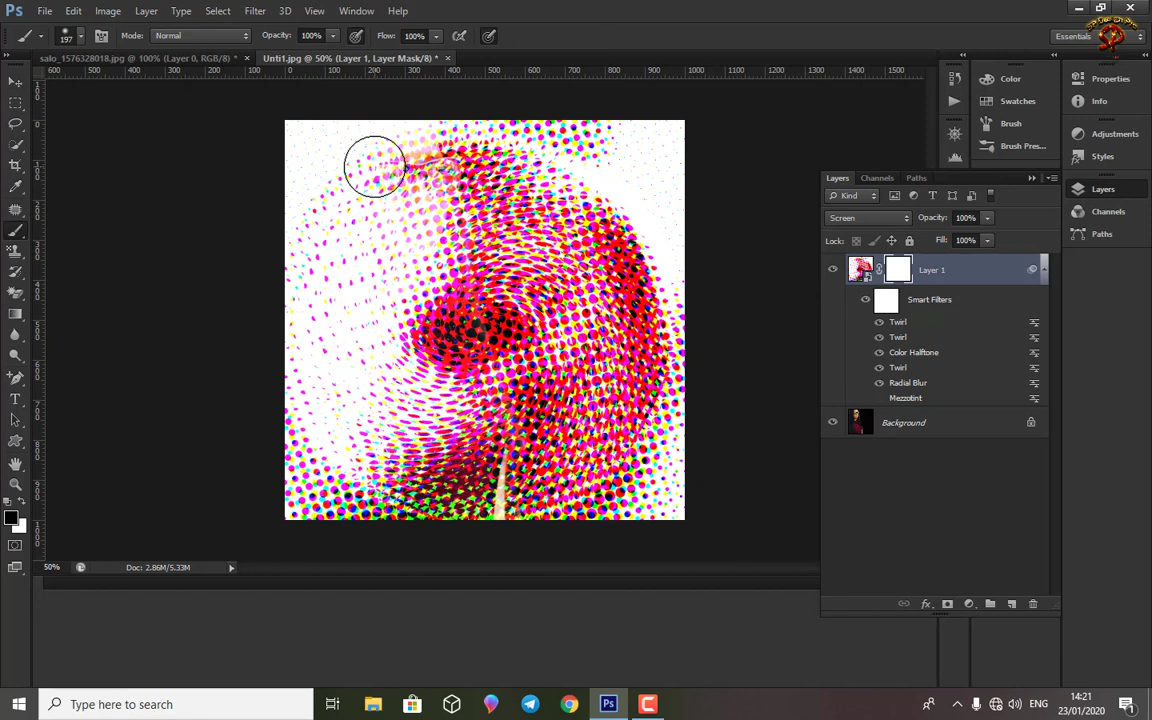 Ps File Edit Image Layer Type Select Filter 3D View Window Help
197 Mode: Normal Opacity: 100% Flow: 100% Essentials
salo_1576328018.jpg @ 100% (Layer 0, RGB/8) * × Unti1.jpg @ 50% (Layer 1, Layer Mask/8) * ×
600 500 400 300 200 100 0 100 200 300 400 500 600 700 800 900 1000 1100 1200 1300 1400 1500
Color Properties
Swatches Info
Brush Adjustments
Brush Pres... Styles
Layers Channels Paths
Layers
Kind
Channels
Screen Opacity: 100%
Paths
Lock: Fill: 100%
Layer 1
Smart Filters
Twirl
Twirl
Color Halftone
Twirl
Radial Blur
Mezzotint
Background
50% Doc: 2.86M/5.33M
fx
Type here to search
Ps
ENG
14:21
23/01/2020
1